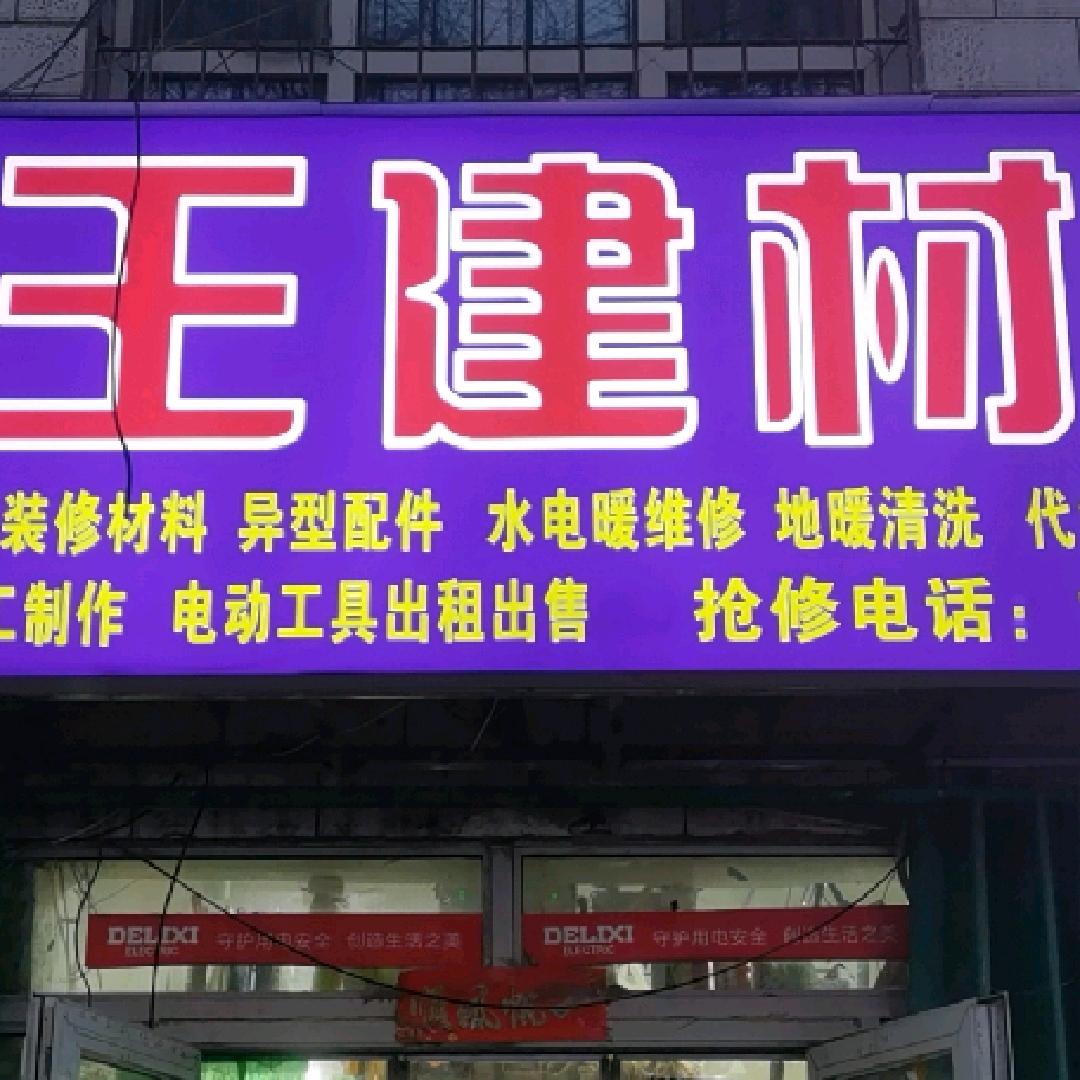 王建材
装修材料 异型配件 水电暖维修 地暖清洗 代
工制作 电动工具出租出售 抢修电话：
DELIXI ELECTRIC 守护用电安全 创造生活之美
DELIXI ELECTRIC 守护用电安全 创造生活之美